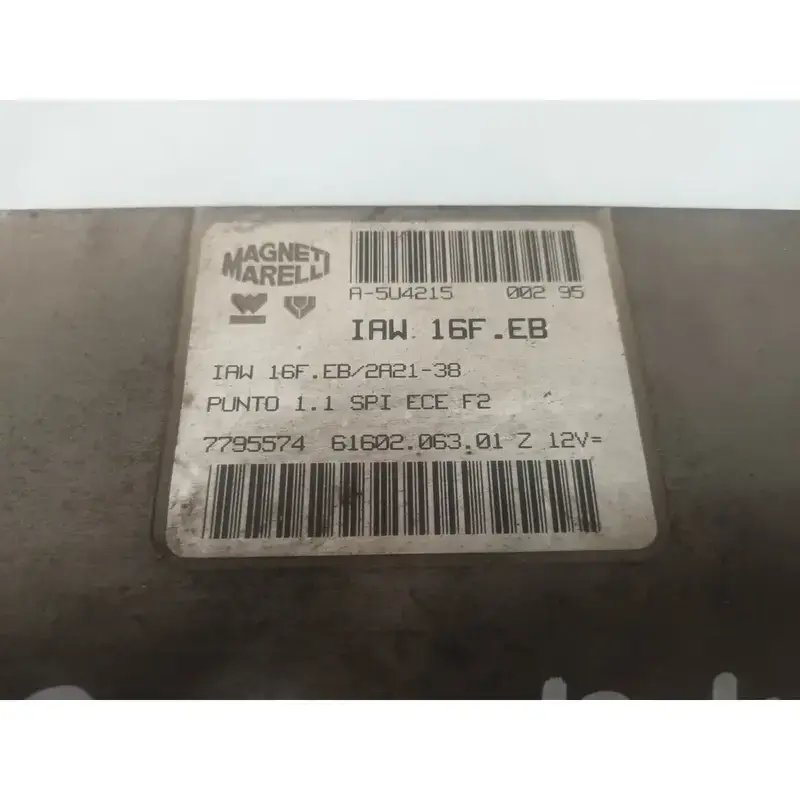 MAGNETI
MARELLI
A-5U4215 002 95
IAW 16F.EB
IAW 16F.EB/2A21-38
PUNTO 1.1 SPI ECE F2
7795574 61602.063.01 Z 12V=